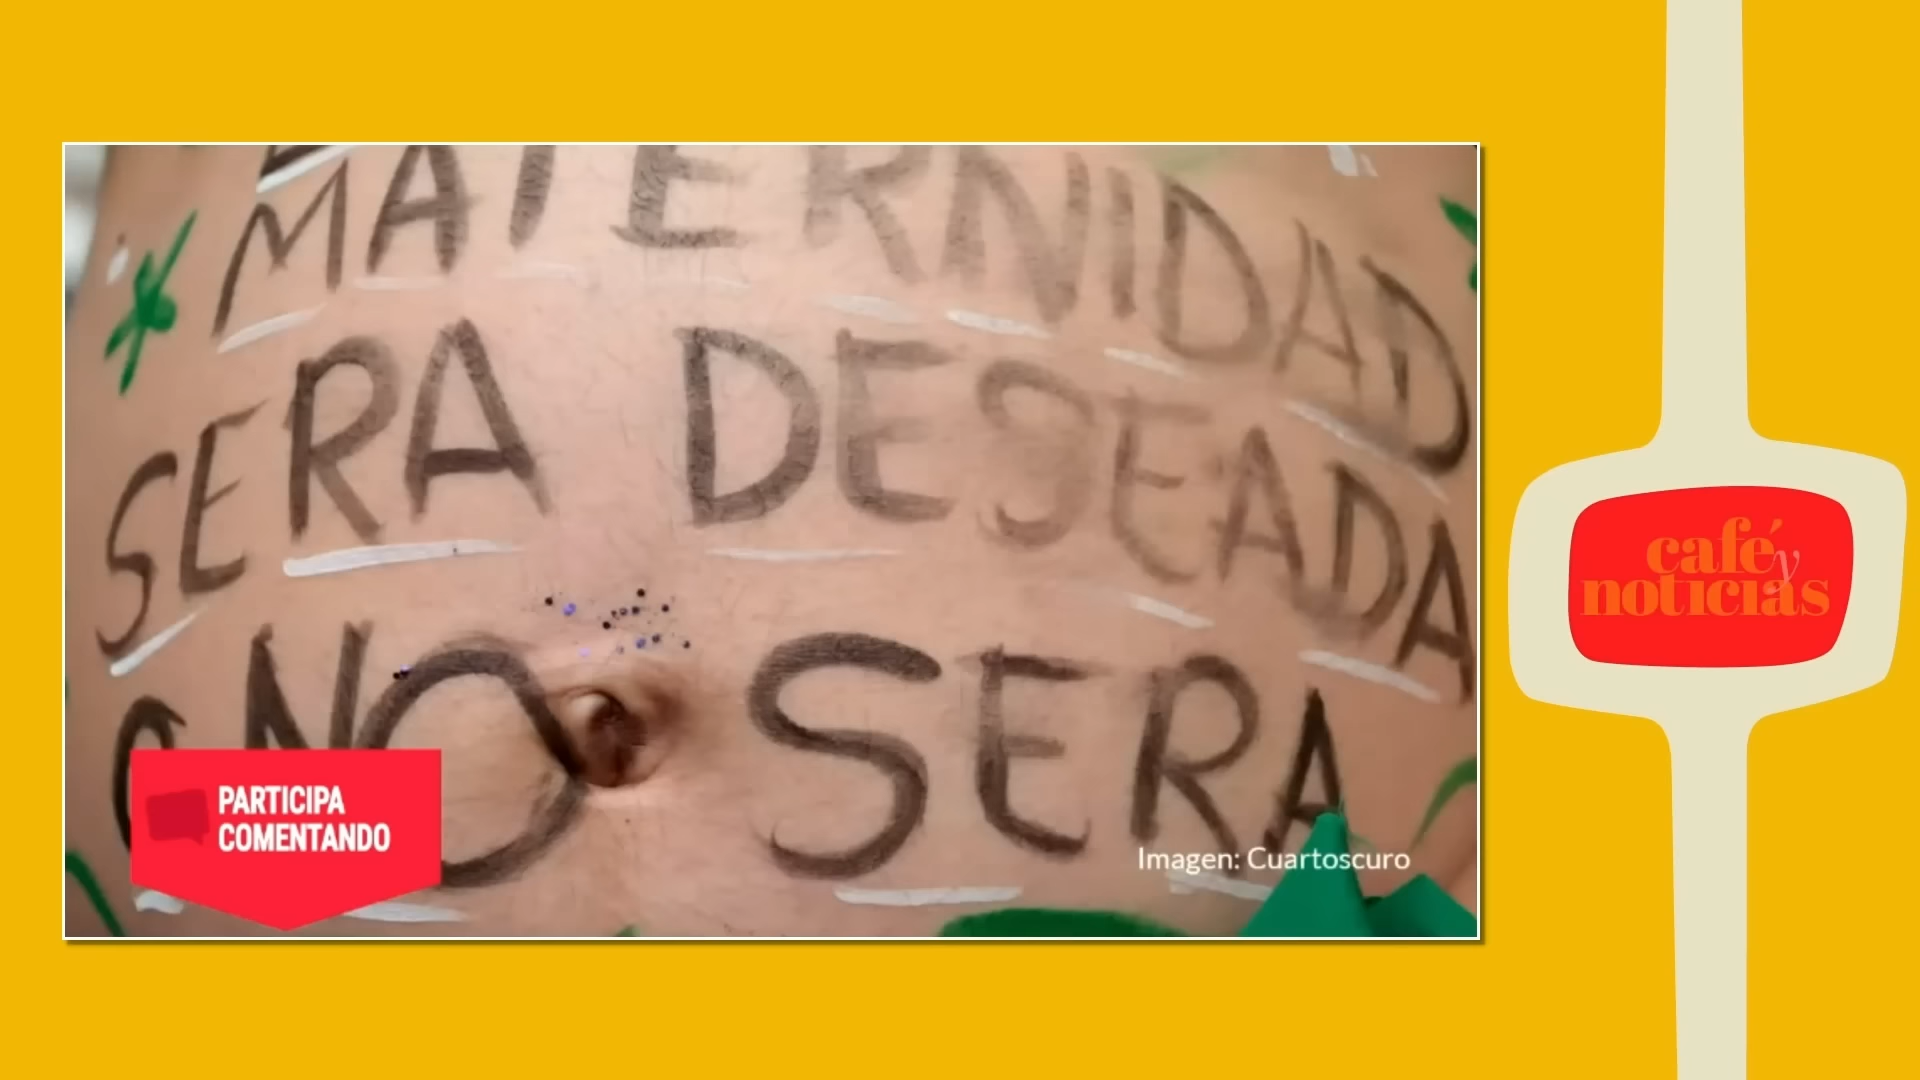 MATERNIDAD
SERA DESEADA
O NO SERA
PARTICIPA
COMENTANDO
Imagen: Cuartoscuro
café y
noticias